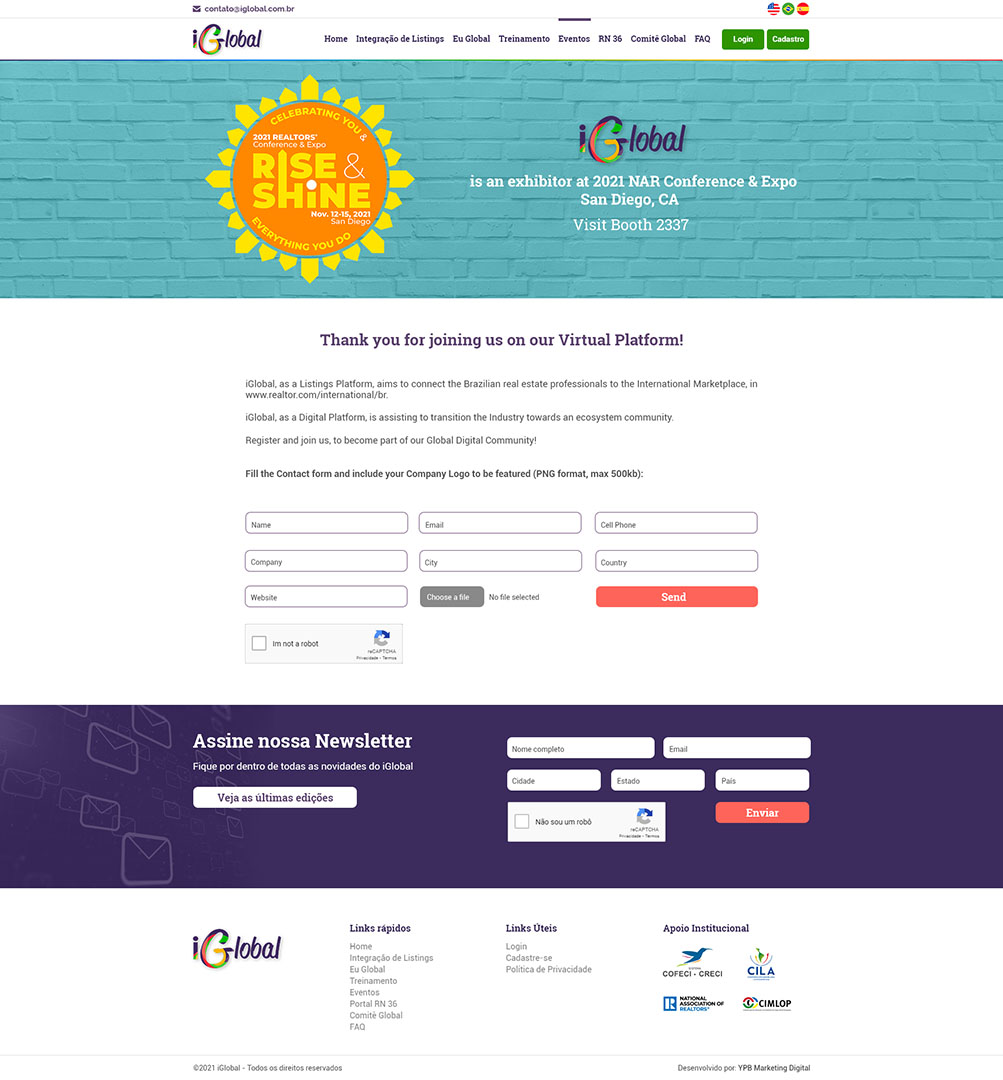 contato@iglobal.com.br
iGlobal
Home Integração de Listings Eu Global Treinamento Eventos RN 36 Comitê Global FAQ Login Cadastro
CELEBRATING YOU &
2021 REALTORS®
Conference & Expo
RISE &
SHINE
Nov. 12-15, 2021
San Diego
EVERYTHING YOU DO
iGlobal
is an exhibitor at 2021 NAR Conference & Expo
San Diego, CA
Visit Booth 2337
Thank you for joining us on our Virtual Platform!
iGlobal, as a Listings Platform, aims to connect the Brazilian real estate professionals to the International Marketplace, in
www.realtor.com/international/br.
iGlobal, as a Digital Platform, is assisting to transition the Industry towards an ecosystem community.
Register and join us, to become part of our Global Digital Community!
Fill the Contact form and include your Company Logo to be featured (PNG format, max 500kb):
Name Email Cell Phone
Company City Country
Website Choose a file No file selected Send
Im not a robot
reCAPTCHA
Privacidade - Termos
Assine nossa Newsletter
Fique por dentro de todas as novidades do iGlobal
Veja as últimas edições
Nome completo Email
Cidade Estado País
Não sou um robô
reCAPTCHA
Privacidade - Termos
Enviar
iGlobal
Links rápidos
Home
Integração de Listings
Eu Global
Treinamento
Eventos
Portal RN 36
Comitê Global
FAQ
Links Úteis
Login
Cadastre-se
Política de Privacidade
Apoio Institucional
COFECI - CRECI
CILA
NATIONAL
ASSOCIATION OF
REALTORS®
CIMLOP
©2021 iGlobal - Todos os direitos reservados
Desenvolvido por: YPB Marketing Digital